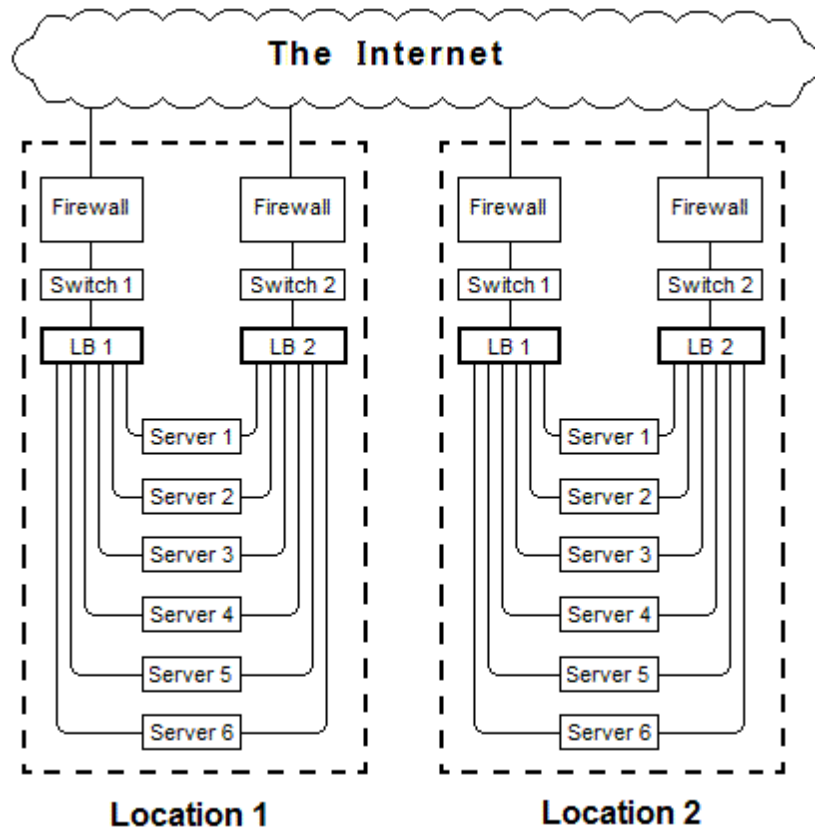 The Internet
Firewall
Firewall
Firewall
Firewall
Switch 1
Switch 2
Switch 1
Switch 2
LB 1
LB 2
LB 1
LB 2
Server 1
Server 1
Server 2
Server 2
Server 3
Server 3
Server 4
Server 4
Server 5
Server 5
Server 6
Server 6
Location 1
Location 2